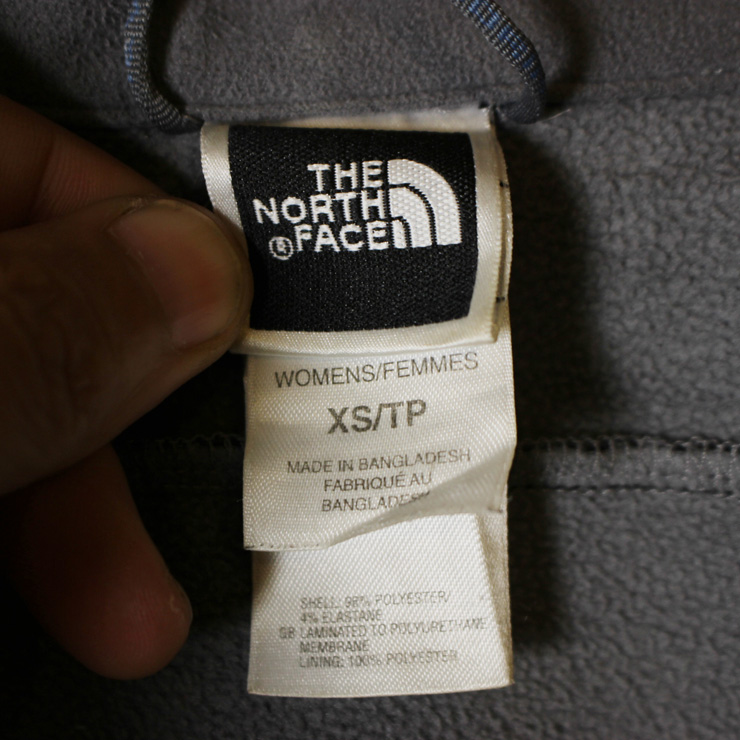 THE
NORTH
FACE
®
WOMENS/FEMMES
XS/TP
MADE IN BANGLADESH
FABRIQUÉ AU
BANGLADESH
SHELL: 96% POLYESTER/
4% ELASTANE
GB LAMINATED TO POLYURETHANE
MEMBRANE
LINING: 100% POLYESTER